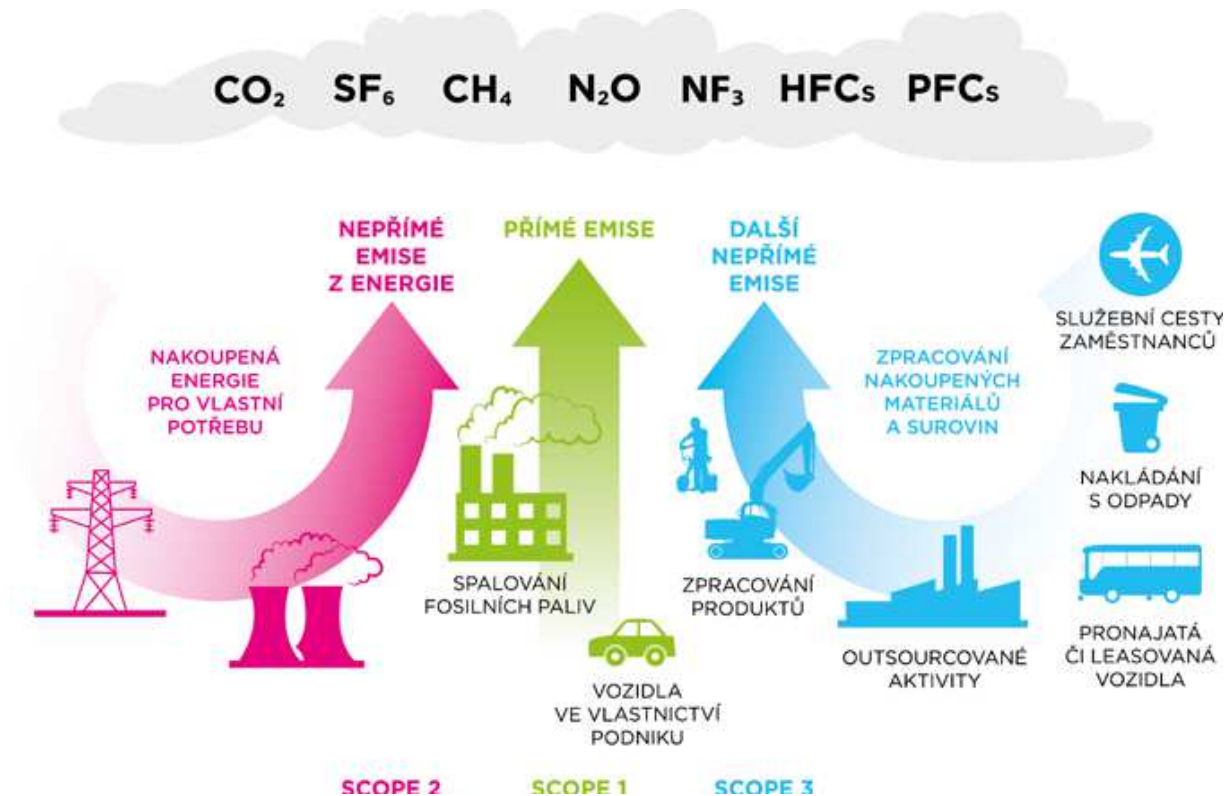 CO₂ SF₆ CH₄ N₂O NF₃ HFCs PFCs
NEPŘÍMÉ
EMISE
Z ENERGIE
PŘÍMÉ EMISE
DALŠÍ
NEPŘÍMÉ
EMISE
NAKOUPENÁ
ENERGIE
PRO VLASTNÍ
POTŘEBU
ZPRACOVÁNÍ
NAKOUPENÝCH
MATERIÁLŮ
A SUROVIN
SLUŽEBNÍ CESTY
ZAMĚSTNANCŮ
NAKLÁDÁNÍ
S ODPADY
SPALOVÁNÍ
FOSILNÍCH PALIV
ZPRACOVÁNÍ
PRODUKTŮ
OUTSOURCOVANÉ
AKTIVITY
PRONAJATÁ
ČI LEASOVANÁ
VOZIDLA
VOZIDLA
VE VLASTNICTVÍ
PODNIKU
SCOPE 2 SCOPE 1 SCOPE 3